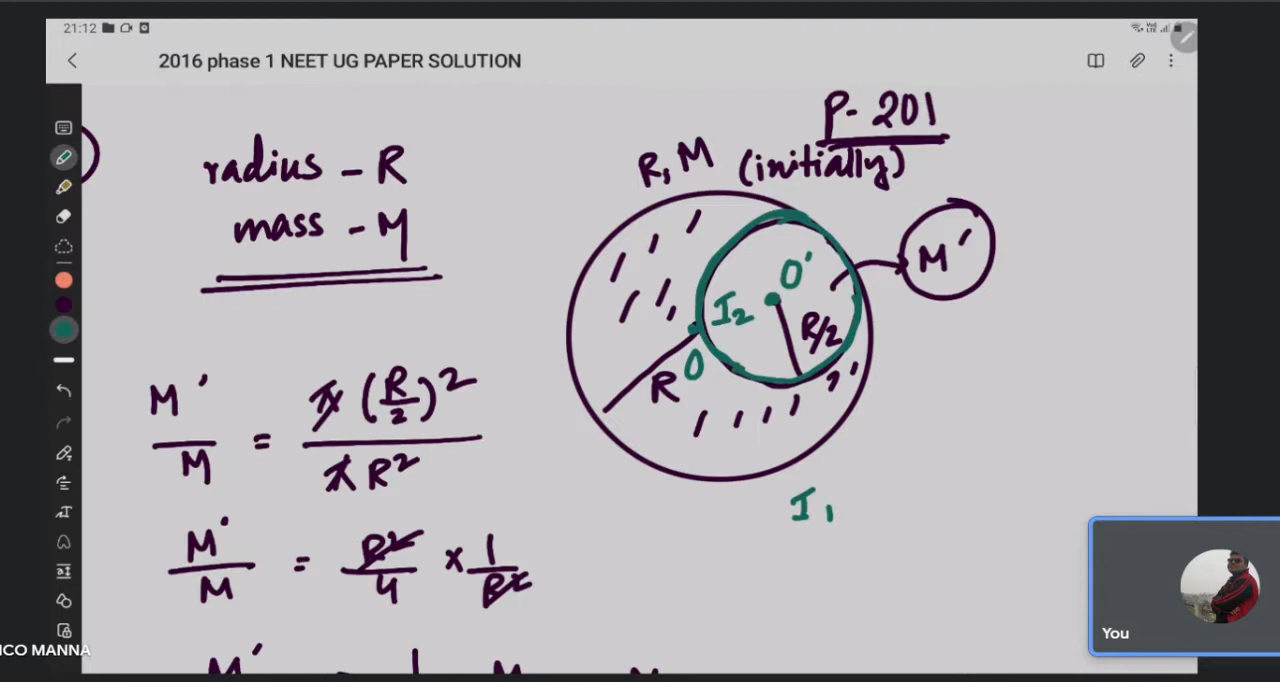 21:12
2016 phase 1 NEET UG PAPER SOLUTION
P- 201
radius - R
mass - M
R, M (initially)
M'
O'
I₂
R/2
O
R
M'/M = π(R/2)²/πR²
I₁
M'/M = R²/4 × 1/R²
You
ICO MANNA